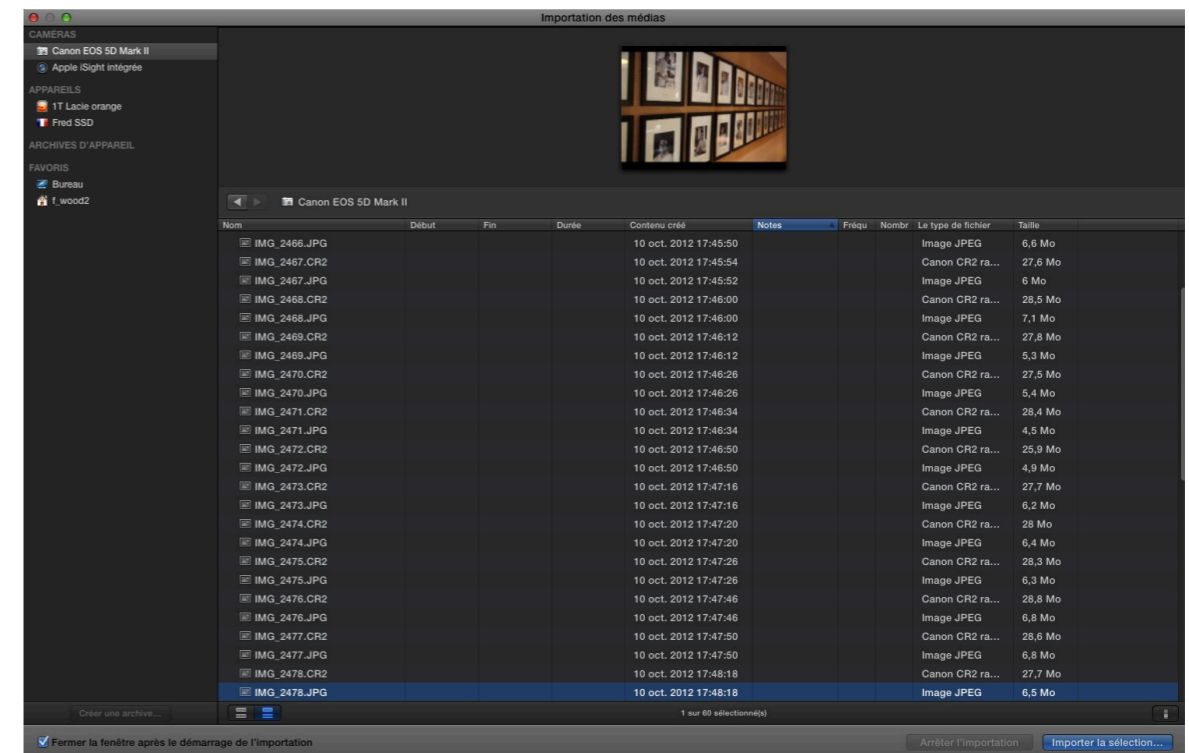 Importation des médias
CAMÉRAS
Canon EOS 5D Mark II
Apple iSight intégrée
APPAREILS
1T Lacie orange
Fred SSD
ARCHIVES D'APPAREIL
FAVORIS
Bureau
f_wood2
Canon EOS 5D Mark II
Nom Début Fin Durée Contenu créé Notes Fréqu Nombr Le type de fichier Taille
IMG_2466.JPG 10 oct. 2012 17:45:50 Image JPEG 6,6 Mo
IMG_2467.CR2 10 oct. 2012 17:45:54 Canon CR2 ra... 27,6 Mo
IMG_2467.JPG 10 oct. 2012 17:45:52 Image JPEG 6 Mo
IMG_2468.CR2 10 oct. 2012 17:46:00 Canon CR2 ra... 28,5 Mo
IMG_2468.JPG 10 oct. 2012 17:46:00 Image JPEG 7,1 Mo
IMG_2469.CR2 10 oct. 2012 17:46:12 Canon CR2 ra... 27,8 Mo
IMG_2469.JPG 10 oct. 2012 17:46:12 Image JPEG 5,3 Mo
IMG_2470.CR2 10 oct. 2012 17:46:26 Canon CR2 ra... 27,5 Mo
IMG_2470.JPG 10 oct. 2012 17:46:26 Image JPEG 5,4 Mo
IMG_2471.CR2 10 oct. 2012 17:46:34 Canon CR2 ra... 28,4 Mo
IMG_2471.JPG 10 oct. 2012 17:46:34 Image JPEG 4,5 Mo
IMG_2472.CR2 10 oct. 2012 17:46:50 Canon CR2 ra... 25,9 Mo
IMG_2472.JPG 10 oct. 2012 17:46:50 Image JPEG 4,9 Mo
IMG_2473.CR2 10 oct. 2012 17:47:16 Canon CR2 ra... 27,7 Mo
IMG_2473.JPG 10 oct. 2012 17:47:16 Image JPEG 6,2 Mo
IMG_2474.CR2 10 oct. 2012 17:47:20 Canon CR2 ra... 28 Mo
IMG_2474.JPG 10 oct. 2012 17:47:20 Image JPEG 6,4 Mo
IMG_2475.CR2 10 oct. 2012 17:47:26 Canon CR2 ra... 28,3 Mo
IMG_2475.JPG 10 oct. 2012 17:47:26 Image JPEG 6,3 Mo
IMG_2476.CR2 10 oct. 2012 17:47:46 Canon CR2 ra... 28,8 Mo
IMG_2476.JPG 10 oct. 2012 17:47:46 Image JPEG 6,8 Mo
IMG_2477.CR2 10 oct. 2012 17:47:50 Canon CR2 ra... 28,6 Mo
IMG_2477.JPG 10 oct. 2012 17:47:50 Image JPEG 6,8 Mo
IMG_2478.CR2 10 oct. 2012 17:48:18 Canon CR2 ra... 27,7 Mo
IMG_2478.JPG 10 oct. 2012 17:48:18 Image JPEG 6,5 Mo
Créer une archive... 1 sur 60 sélectionné(s)
Fermer la fenêtre après le démarrage de l'importation Arrêter l'importation Importer la sélection...